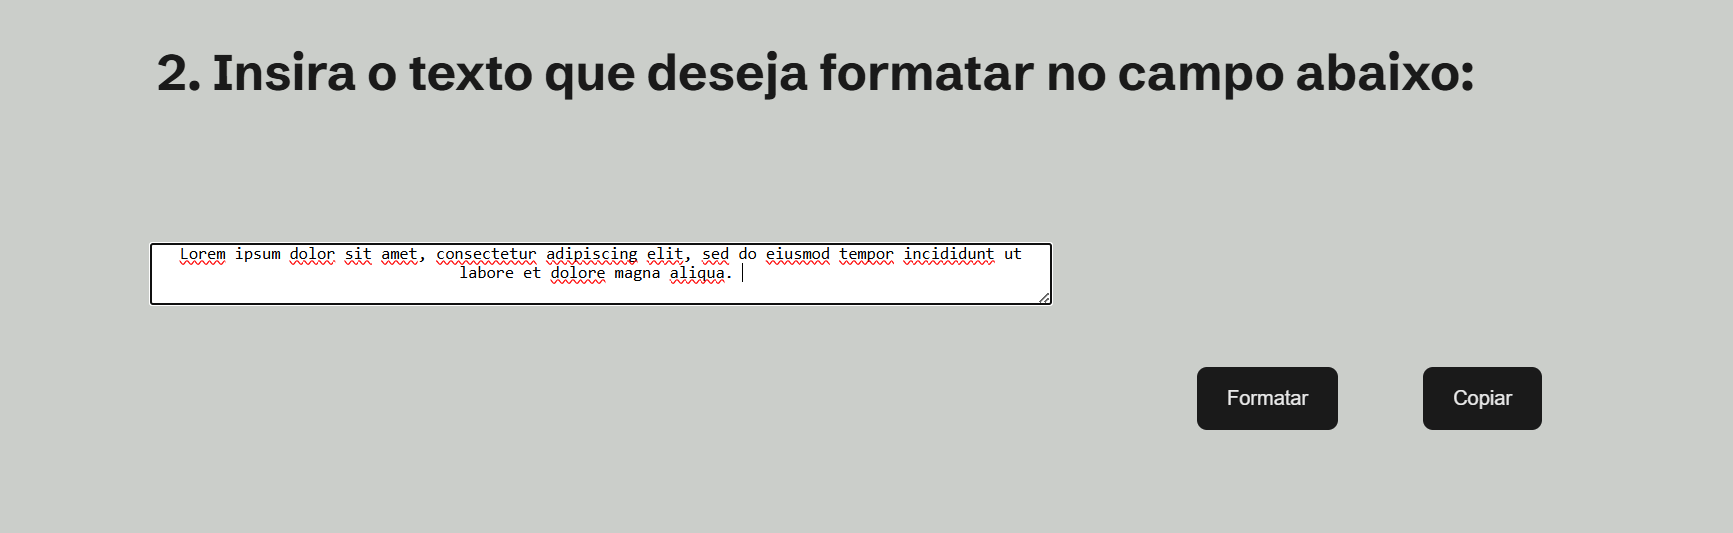 2. Insira o texto que deseja formatar no campo abaixo:
Lorem ipsum dolor sit amet, consectetur adipiscing elit, sed do eiusmod tempor incididunt ut
labore et dolore magna aliqua.
Formatar
Copiar